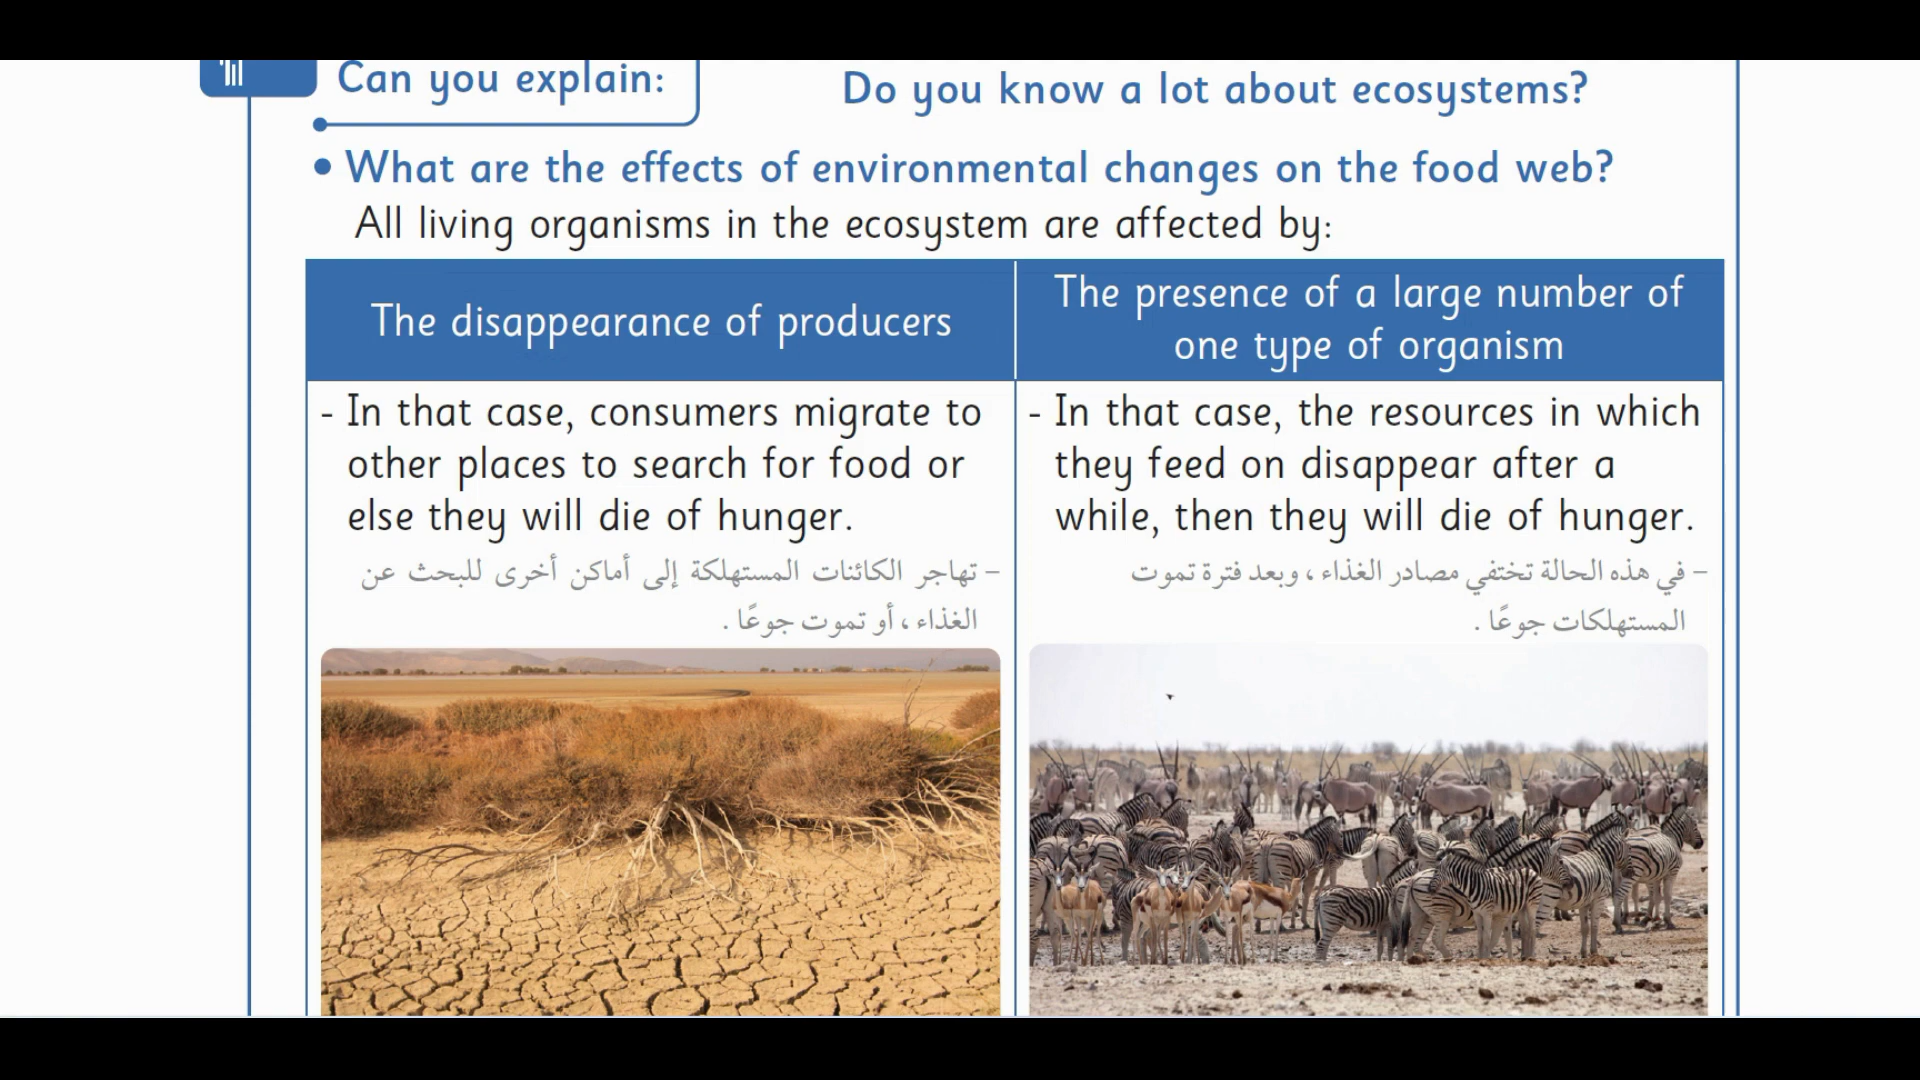 Can you explain:
Do you know a lot about ecosystems?
• What are the effects of environmental changes on the food web?
All living organisms in the ecosystem are affected by:
The disappearance of producers
- In that case, consumers migrate to
other places to search for food or
else they will die of hunger.
– تهاجر الكائنات المستهلكة إلى أماكن أخرى للبحث عن
الغذاء ، أو تموت جوعًا .
The presence of a large number of
one type of organism
- In that case, the resources in which
they feed on disappear after a
while, then they will die of hunger.
– في هذه الحالة تختفي مصادر الغذاء ، وبعد فترة تموت
المستهلكات جوعًا .